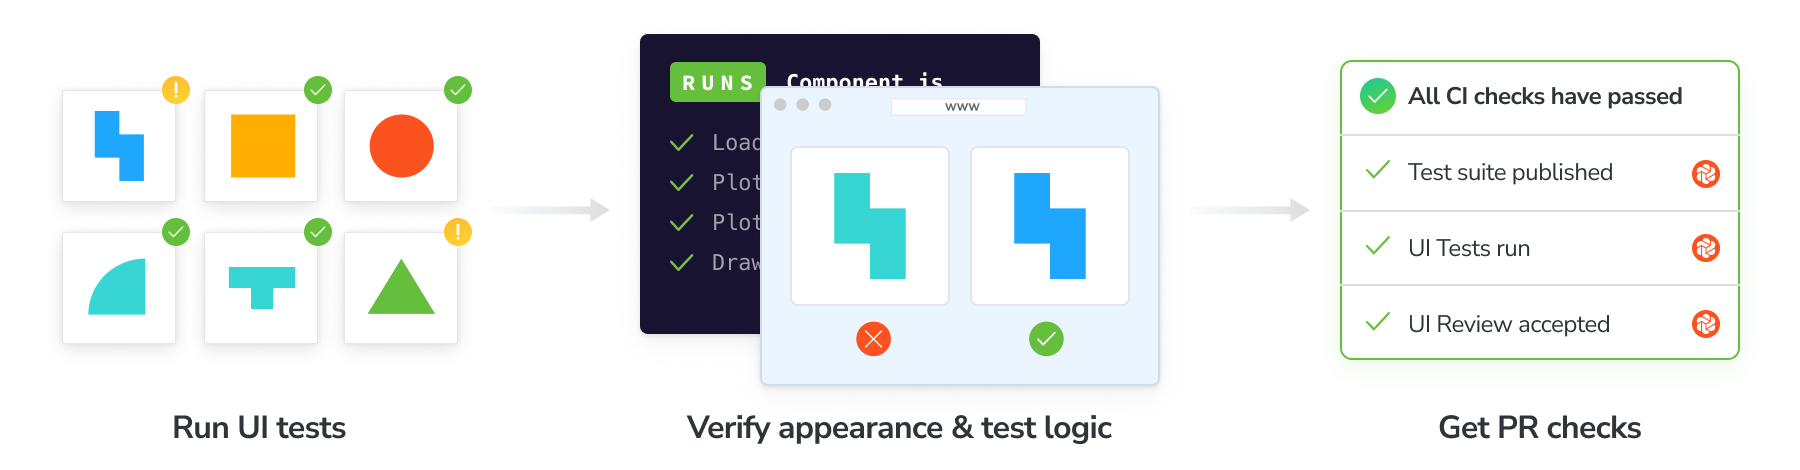 RUNS Component is
Load
Plot
Plot
Draw
www
All CI checks have passed
Test suite published
UI Tests run
UI Review accepted
Run UI tests
Verify appearance & test logic
Get PR checks